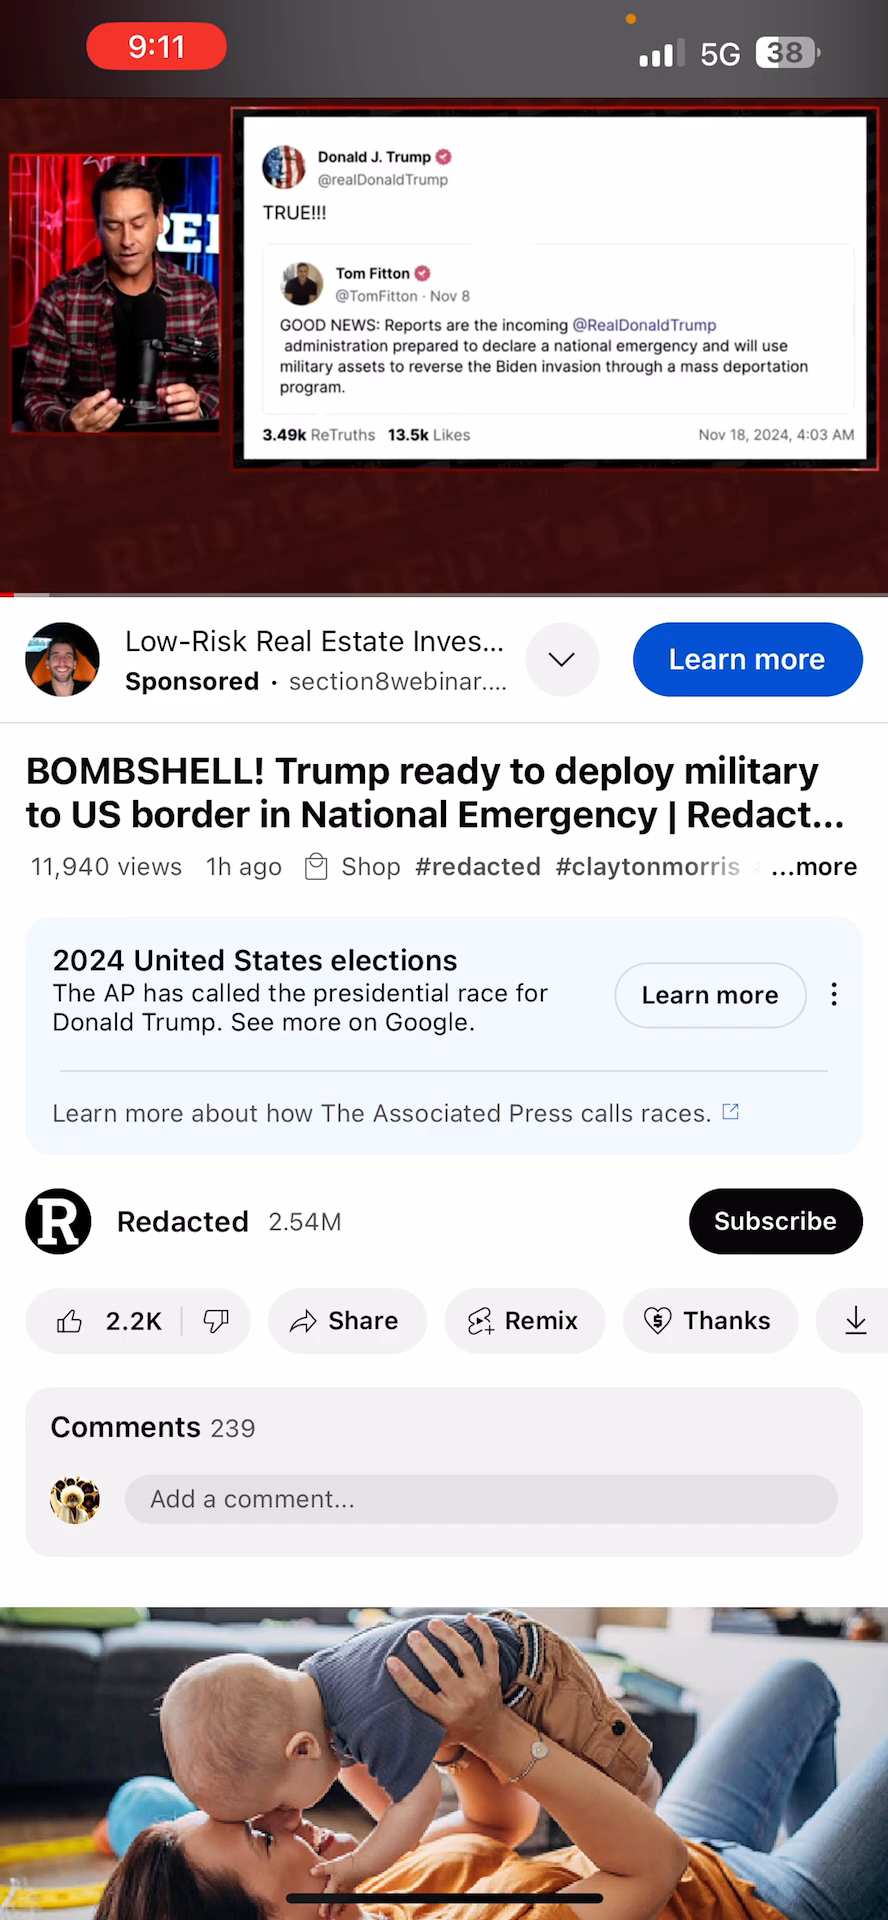 9:11
5G 38
Donald J. Trump
@realDonaldTrump
TRUE!!!
Tom Fitton
@TomFitton · Nov 8
GOOD NEWS: Reports are the incoming @RealDonaldTrump
administration prepared to declare a national emergency and will use
military assets to reverse the Biden invasion through a mass deportation
program.
3.49k ReTruths 13.5k Likes
Nov 18, 2024, 4:03 AM
REDACTED
Low-Risk Real Estate Inves...
Sponsored · section8webinar....
Learn more
BOMBSHELL! Trump ready to deploy military
to US border in National Emergency | Redact...
11,940 views 1h ago Shop #redacted #claytonmorris ...more
2024 United States elections
The AP has called the presidential race for
Donald Trump. See more on Google.
Learn more
Learn more about how The Associated Press calls races.
R
Redacted 2.54M
Subscribe
2.2K
Share
Remix
Thanks
Comments 239
Add a comment...